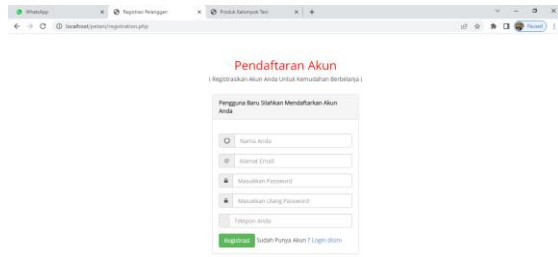 WhatsApp
Registrasi Pelanggan
Produk Kelompok Tani
localhost/petani/registration.php
Paused
Pendaftaran Akun
( Registrasikan Akun Anda Untuk Kemudahan Berbelanja )
Pengguna Baru Silahkan Mendaftarkan Akun
Anda
Nama Anda
@ Alamat Email
Masukkan Password
Masukkan Ulang Password
Telepon Anda
Registrasi Sudah Punya Akun ? Login disini